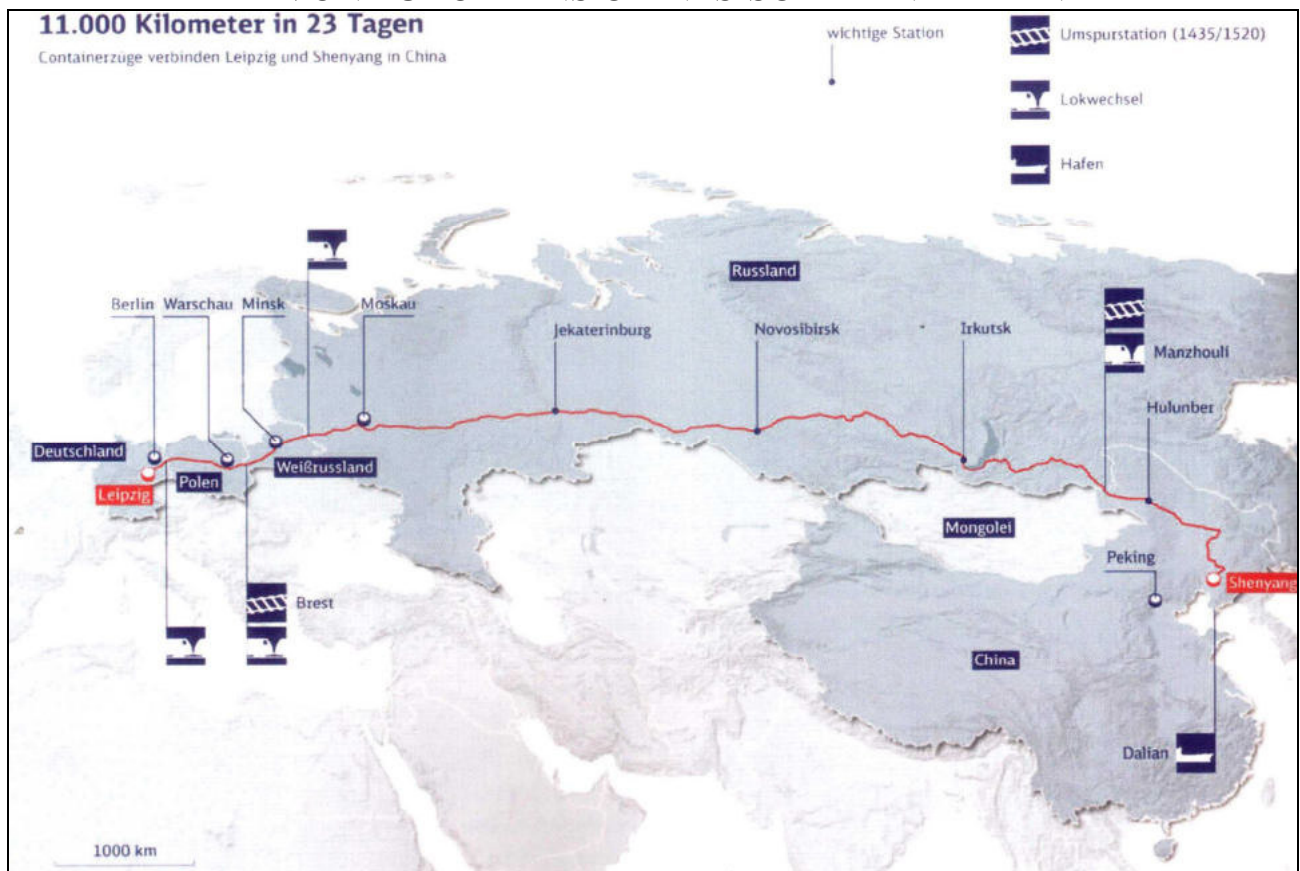 11.000 Kilometer in 23 Tagen
Containerzüge verbinden Leipzig und Shenyang in China
wichtige Station
Umspurstation (1435/1520)
Lokwechsel
Hafen
Russland
Berlin Warschau Minsk
Moskau
Jekaterinburg
Novosibirsk
Irkutsk
Manzhouli
Hulunber
Deutschland
Leipzig
Polen
Weißrussland
Mongolei
Peking
Shenyang
Brest
China
Dalian
1000 km